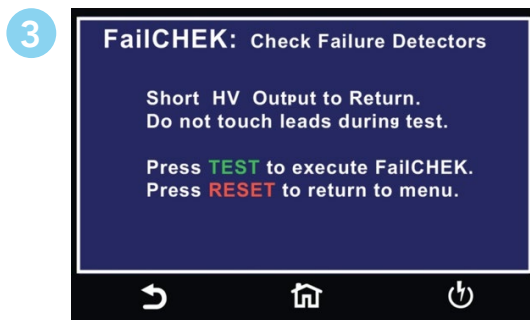 3
FailCHEK: Check Failure Detectors
Short HV Output to Return.
Do not touch leads during test.
Press TEST to execute FailCHEK.
Press RESET to return to menu.